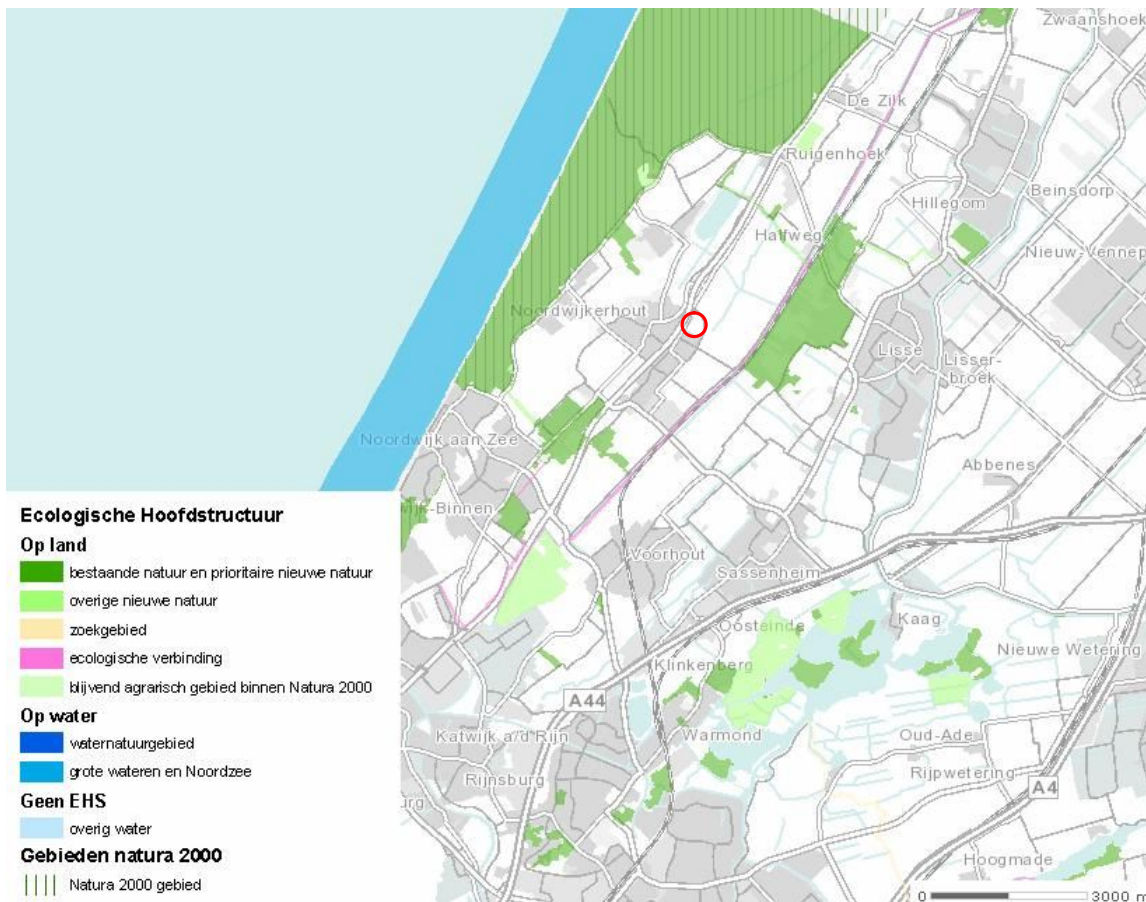 Zwaanshoek
De Zilk
Ruigenhoek
Beinsdorp
Hillegom
Halfweg
Nieuw-Vennep
Noordwijkerhout
Lisse
Lisser-
broek
Noordwijk aan Zee
Abbenes
wijk-Binnen
Voorhout
Sassenheim
Oosteinde
Kaag
Klinkenberg
Nieuwe Wetering
A44
Katwijk a/d Rijn
Warmond
Oud-Ade
Rijnsburg
Rijpwetering
A4
urg
Hoogmade
0 3000 m
Ecologische Hoofdstructuur
Op land
bestaande natuur en prioritaire nieuwe natuur
overige nieuwe natuur
zoekgebied
ecologische verbinding
blijvend agrarisch gebied binnen Natura 2000
Op water
waternatuurgebied
grote wateren en Noordzee
Geen EHS
overig water
Gebieden natura 2000
Natura 2000 gebied